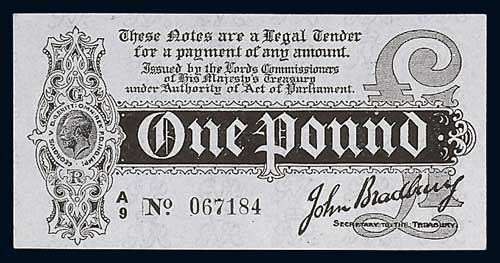 These Notes are a Legal Tender
for a payment of any amount.
Issued by the Lords Commissioners
of His Majesty's Treasury
under Authority of Act of Parliament.
£
G
R
One Pound
A/9 No. 067184
John Bradbury
SECRETARY TO THE TREASURY.
£1